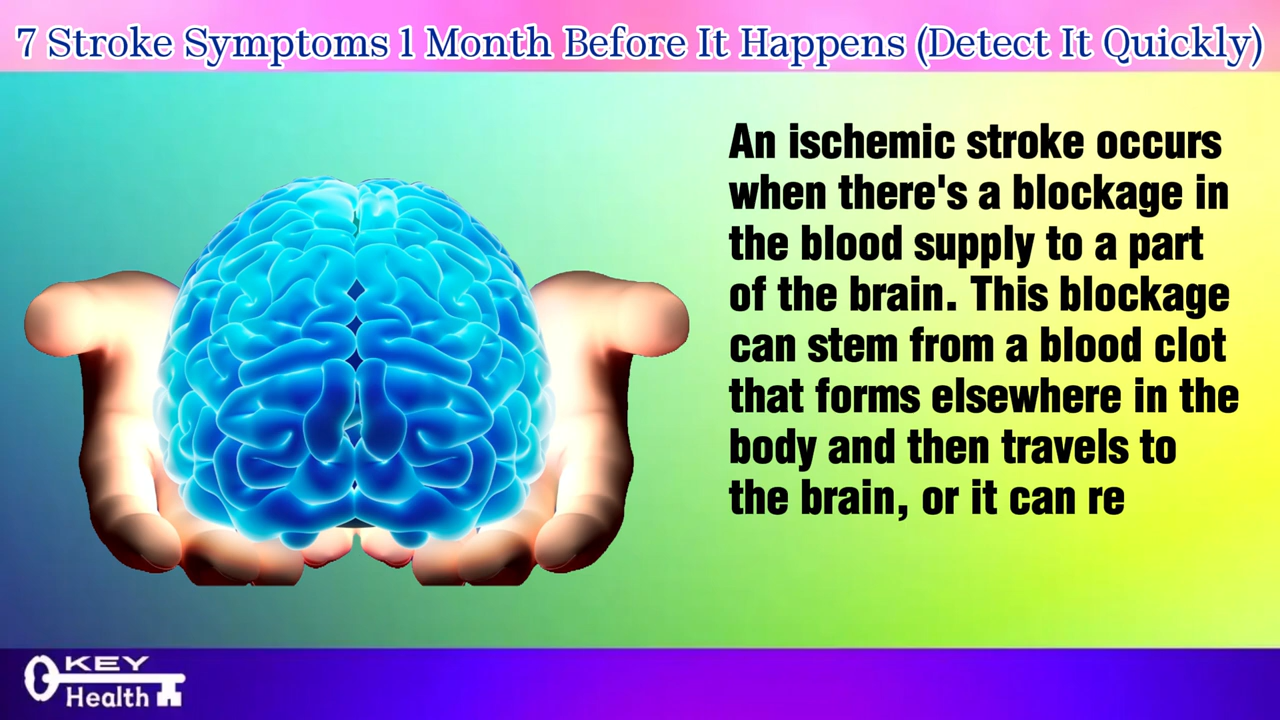 7 Stroke Symptoms 1 Month Before It Happens (Detect It Quickly)
An ischemic stroke occurs
when there's a blockage in
the blood supply to a part
of the brain. This blockage
can stem from a blood clot
that forms elsewhere in the
body and then travels to
the brain, or it can re
KEY
Health